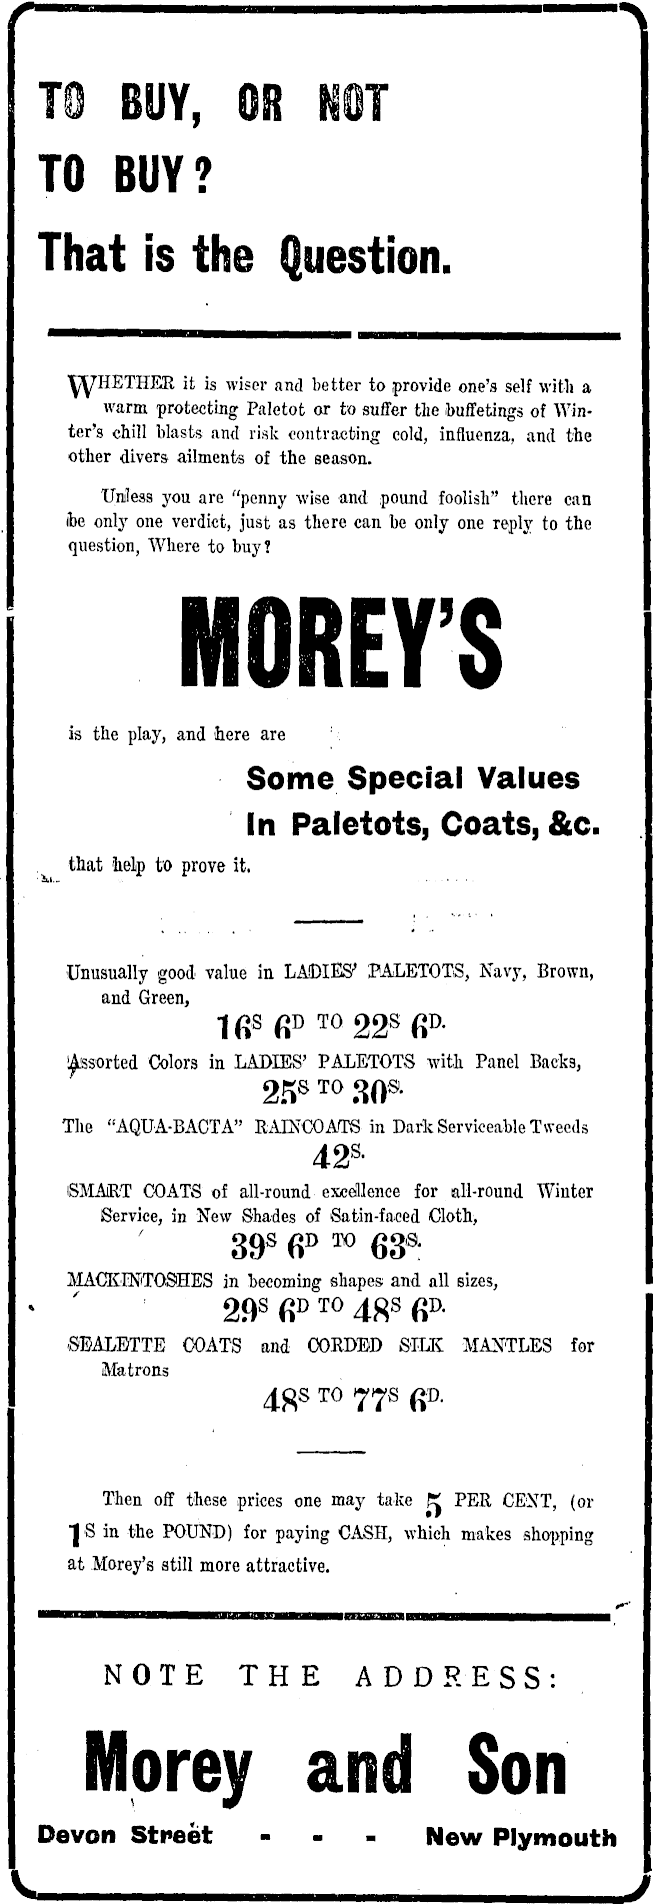 TO BUY, OR NOT
TO BUY?
That is the Question.
WHETHER it is wiser and better to provide one's self with a
warm protecting Paletot or to suffer the buffetings of Win-
ter's chill blasts and risk contracting cold, influenza, and the
other divers ailments of the season.
Unless you are "penny wise and pound foolish" there can
be only one verdict, just as there can be only one reply to the
question, Where to buy?
MOREY'S
is the play, and here are
Some Special Values
In Paletots, Coats, &c.
that help to prove it.
Unusually good value in LADIES' PALETOTS, Navy, Brown,
and Green,
16S 6D TO 22S 6D.
Assorted Colors in LADIES' PALETOTS with Panel Backs,
25S TO 30S.
The "AQUA-BACTA" RAINCOATS in Dark Serviceable Tweeds
42S.
SMART COATS of all-round excellence for all-round Winter
Service, in New Shades of Satin-faced Cloth,
39S 6D TO 63S.
MACKINTOSHES in becoming shapes and all sizes,
29S 6D TO 48S 6D.
SEALETTE COATS and CORDED SILK MANTLES for
Matrons
48S TO 77S 6D.
Then off these prices one may take 5 PER CENT, (or
1S in the POUND) for paying CASH, which makes shopping
at Morey's still more attractive.
NOTE THE ADDRESS:
Morey and Son
Devon Street - - - New Plymouth